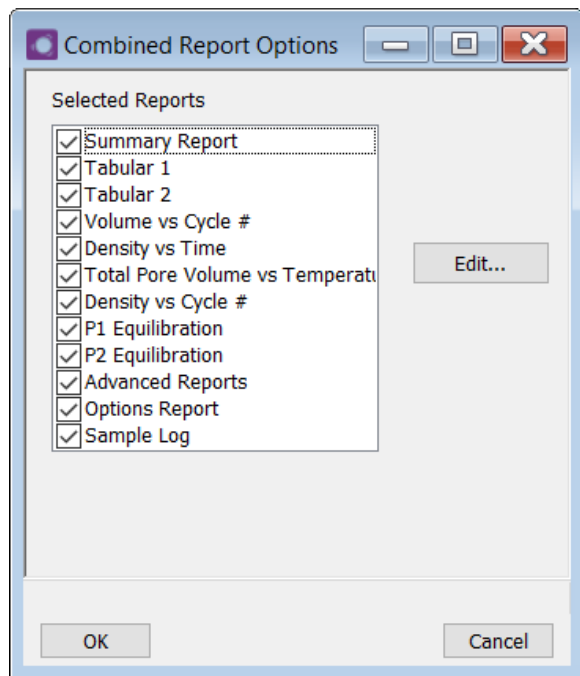 Combined Report Options
Selected Reports
Summary Report
Tabular 1
Tabular 2
Volume vs Cycle #
Density vs Time
Total Pore Volume vs Temperatu
Density vs Cycle #
P1 Equilibration
P2 Equilibration
Advanced Reports
Options Report
Sample Log
Edit...
OK
Cancel